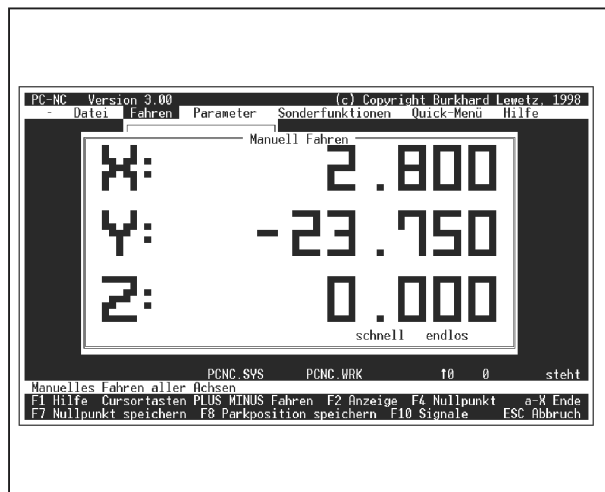 PC-NC Version 3.00 (c) Copyright Burkhard Lewetz, 1998
- Datei Fahren Parameter Sonderfunktionen Quick-Menü Hilfe
Manuell Fahren
X: 2.800
Y: -23.750
Z: 0.000
schnell endlos
PCNC.SYS PCNC.WRK ↑0 0 steht
Manuelles Fahren aller Achsen
F1 Hilfe Cursortasten PLUS MINUS Fahren F2 Anzeige F4 Nullpunkt a-X Ende
F7 Nullpunkt speichern F8 Parkposition speichern F10 Signale ESC Abbruch